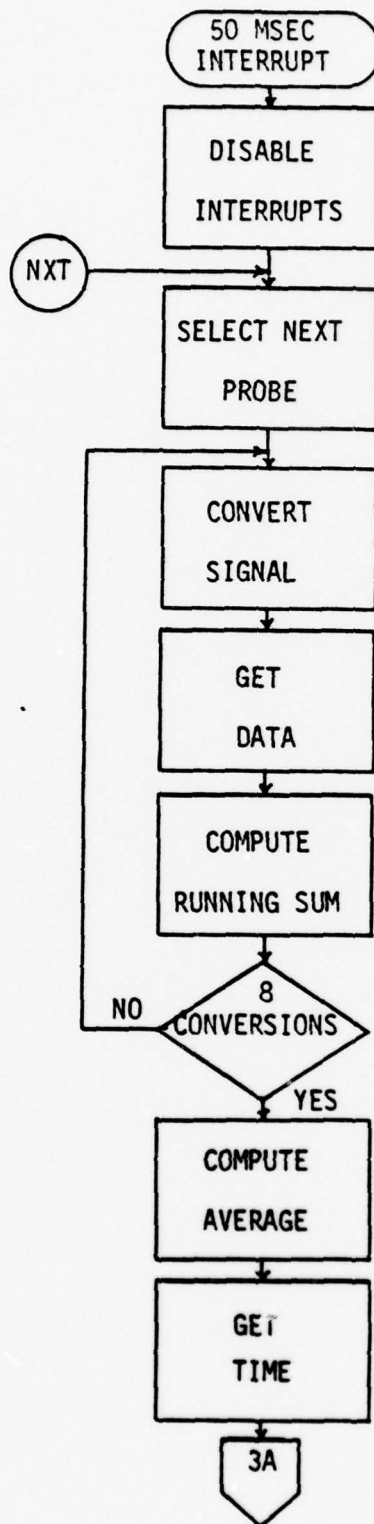 50 MSEC
INTERRUPT
DISABLE
INTERRUPTS
NXT
SELECT NEXT
PROBE
CONVERT
SIGNAL
GET
DATA
COMPUTE
RUNNING SUM
8
CONVERSIONS
NO
YES
COMPUTE
AVERAGE
GET
TIME
3A